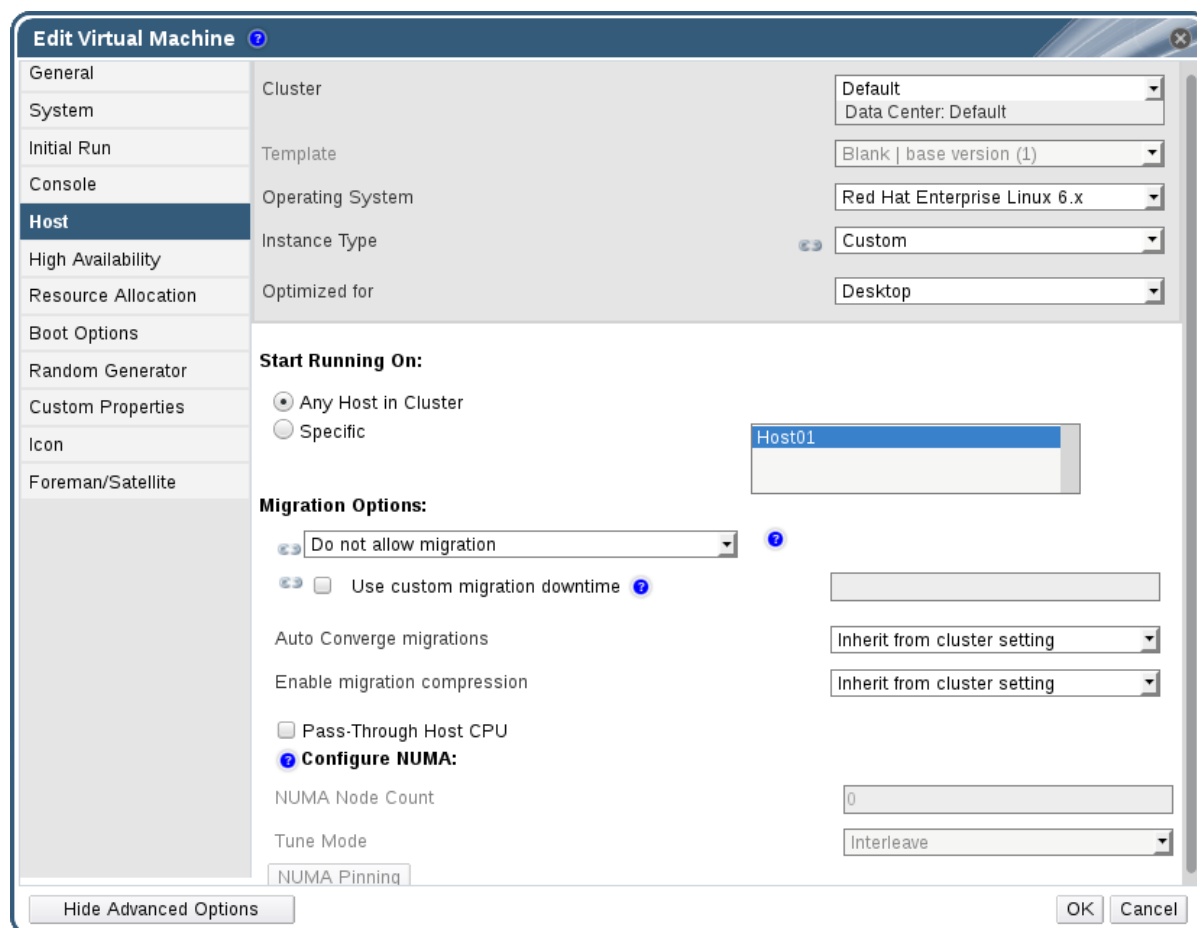 Edit Virtual Machine ?
General
System
Initial Run
Console
Host
High Availability
Resource Allocation
Boot Options
Random Generator
Custom Properties
Icon
Foreman/Satellite
Cluster Default
Data Center: Default
Template Blank | base version (1)
Operating System Red Hat Enterprise Linux 6.x
Instance Type Custom
Optimized for Desktop
Start Running On:
Any Host in Cluster
Specific
Host01
Migration Options:
Do not allow migration ?
Use custom migration downtime ?
Auto Converge migrations Inherit from cluster setting
Enable migration compression Inherit from cluster setting
Pass-Through Host CPU
? Configure NUMA:
NUMA Node Count 0
Tune Mode Interleave
NUMA Pinning
Hide Advanced Options OK Cancel